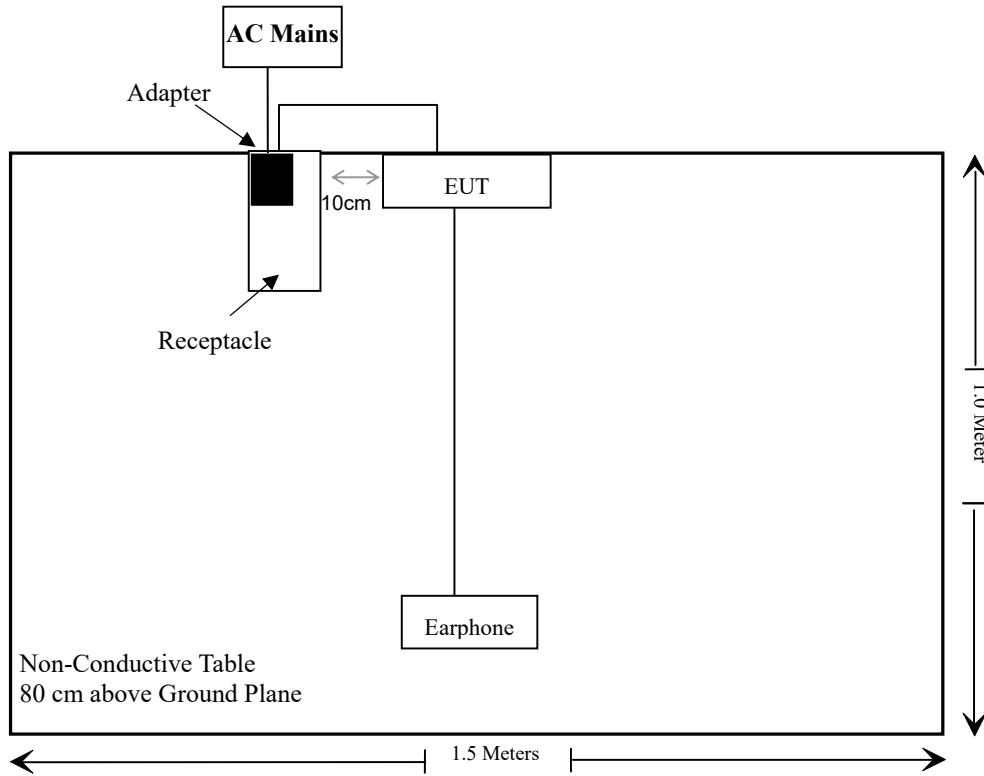 AC Mains
Adapter
EUT
10cm
Receptacle
1.0 Meter
Earphone
Non-Conductive Table
80 cm above Ground Plane
1.5 Meters